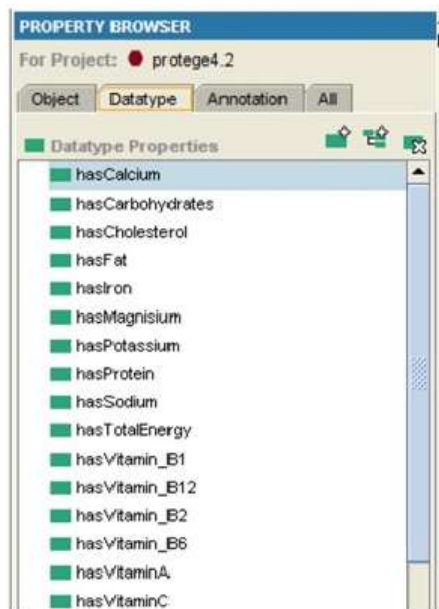 PROPERTY BROWSER
For Project: protege4.2
Object Datatype Annotation All
Datatype Properties
hasCalcium
hasCarbohydrates
hasCholesterol
hasFat
hasIron
hasMagnisium
hasPotassium
hasProtein
hasSodium
hasTotalEnergy
hasVitamin_B1
hasVitamin_B12
hasVitamin_B2
hasVitamin_B6
hasVitaminA
hasVitaminC